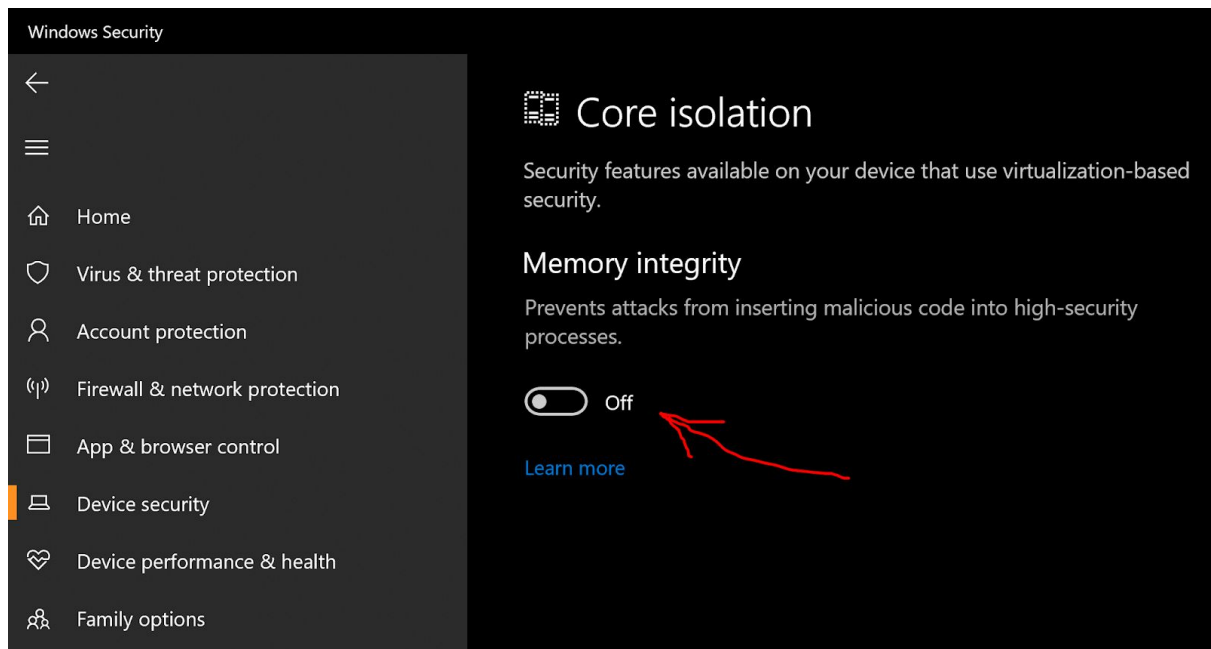 Windows Security
Home
Virus & threat protection
Account protection
Firewall & network protection
App & browser control
Device security
Device performance & health
Family options
Core isolation
Security features available on your device that use virtualization-based
security.
Memory integrity
Prevents attacks from inserting malicious code into high-security
processes.
Off
Learn more